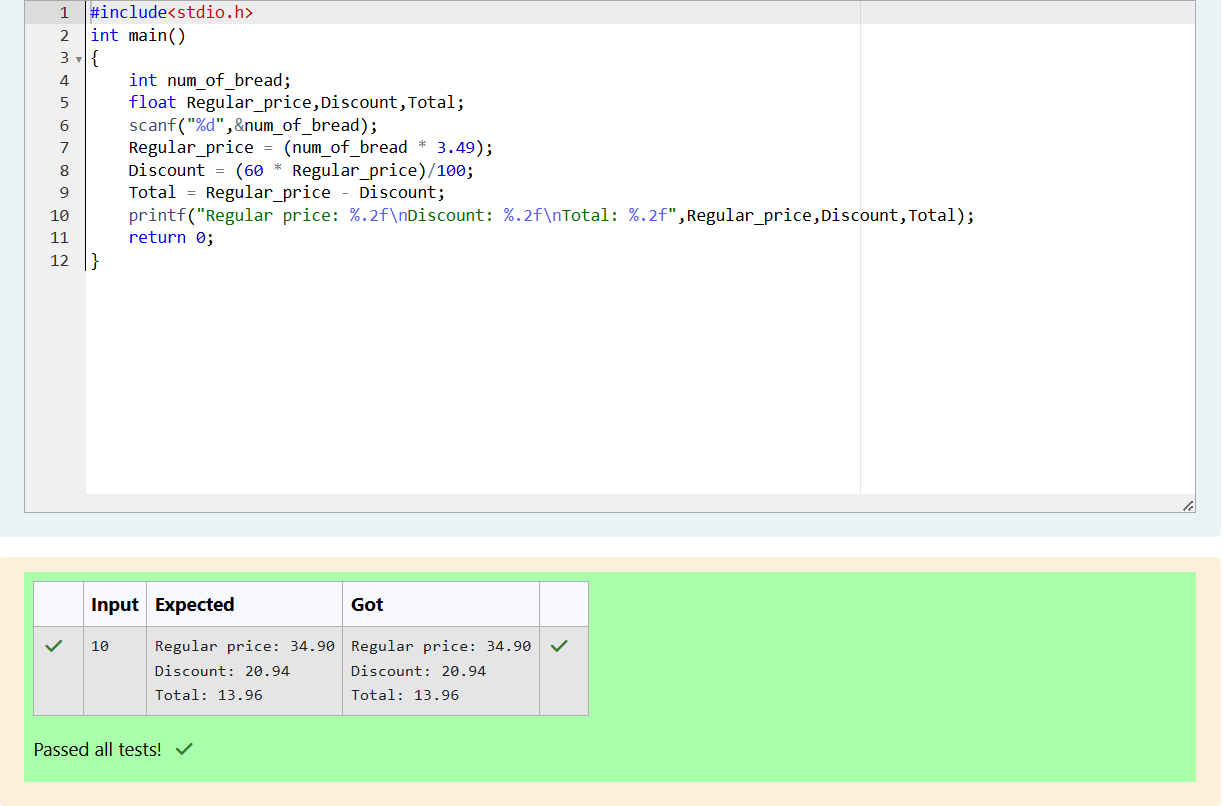 1 #include<stdio.h>
2 int main()
3 {
4     int num_of_bread;
5     float Regular_price,Discount,Total;
6     scanf("%d",&num_of_bread);
7     Regular_price = (num_of_bread * 3.49);
8     Discount = (60 * Regular_price)/100;
9     Total = Regular_price - Discount;
10     printf("Regular price: %.2f\nDiscount: %.2f\nTotal: %.2f",Regular_price,Discount,Total);
11     return 0;
12 }
Input Expected Got
10 Regular price: 34.90 Regular price: 34.90
Discount: 20.94 Discount: 20.94
Total: 13.96 Total: 13.96
Passed all tests!